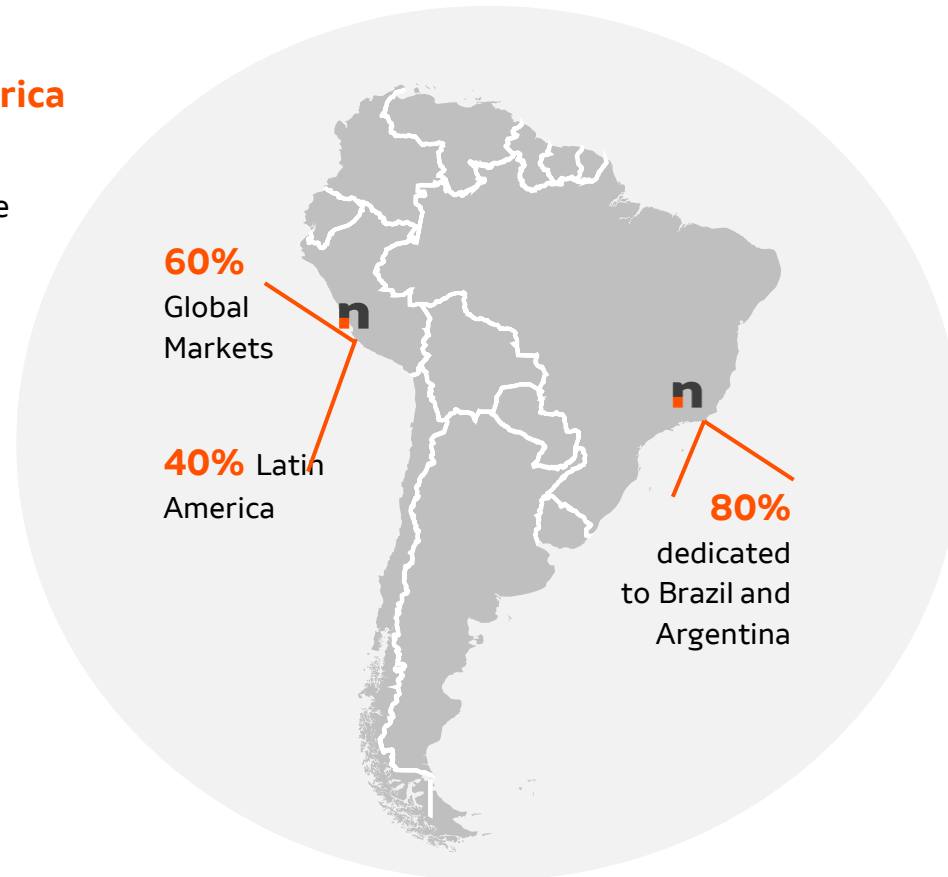 rica
e
60%
Global
Markets
40% Latin
America
n
n
80%
dedicated
to Brazil and
Argentina